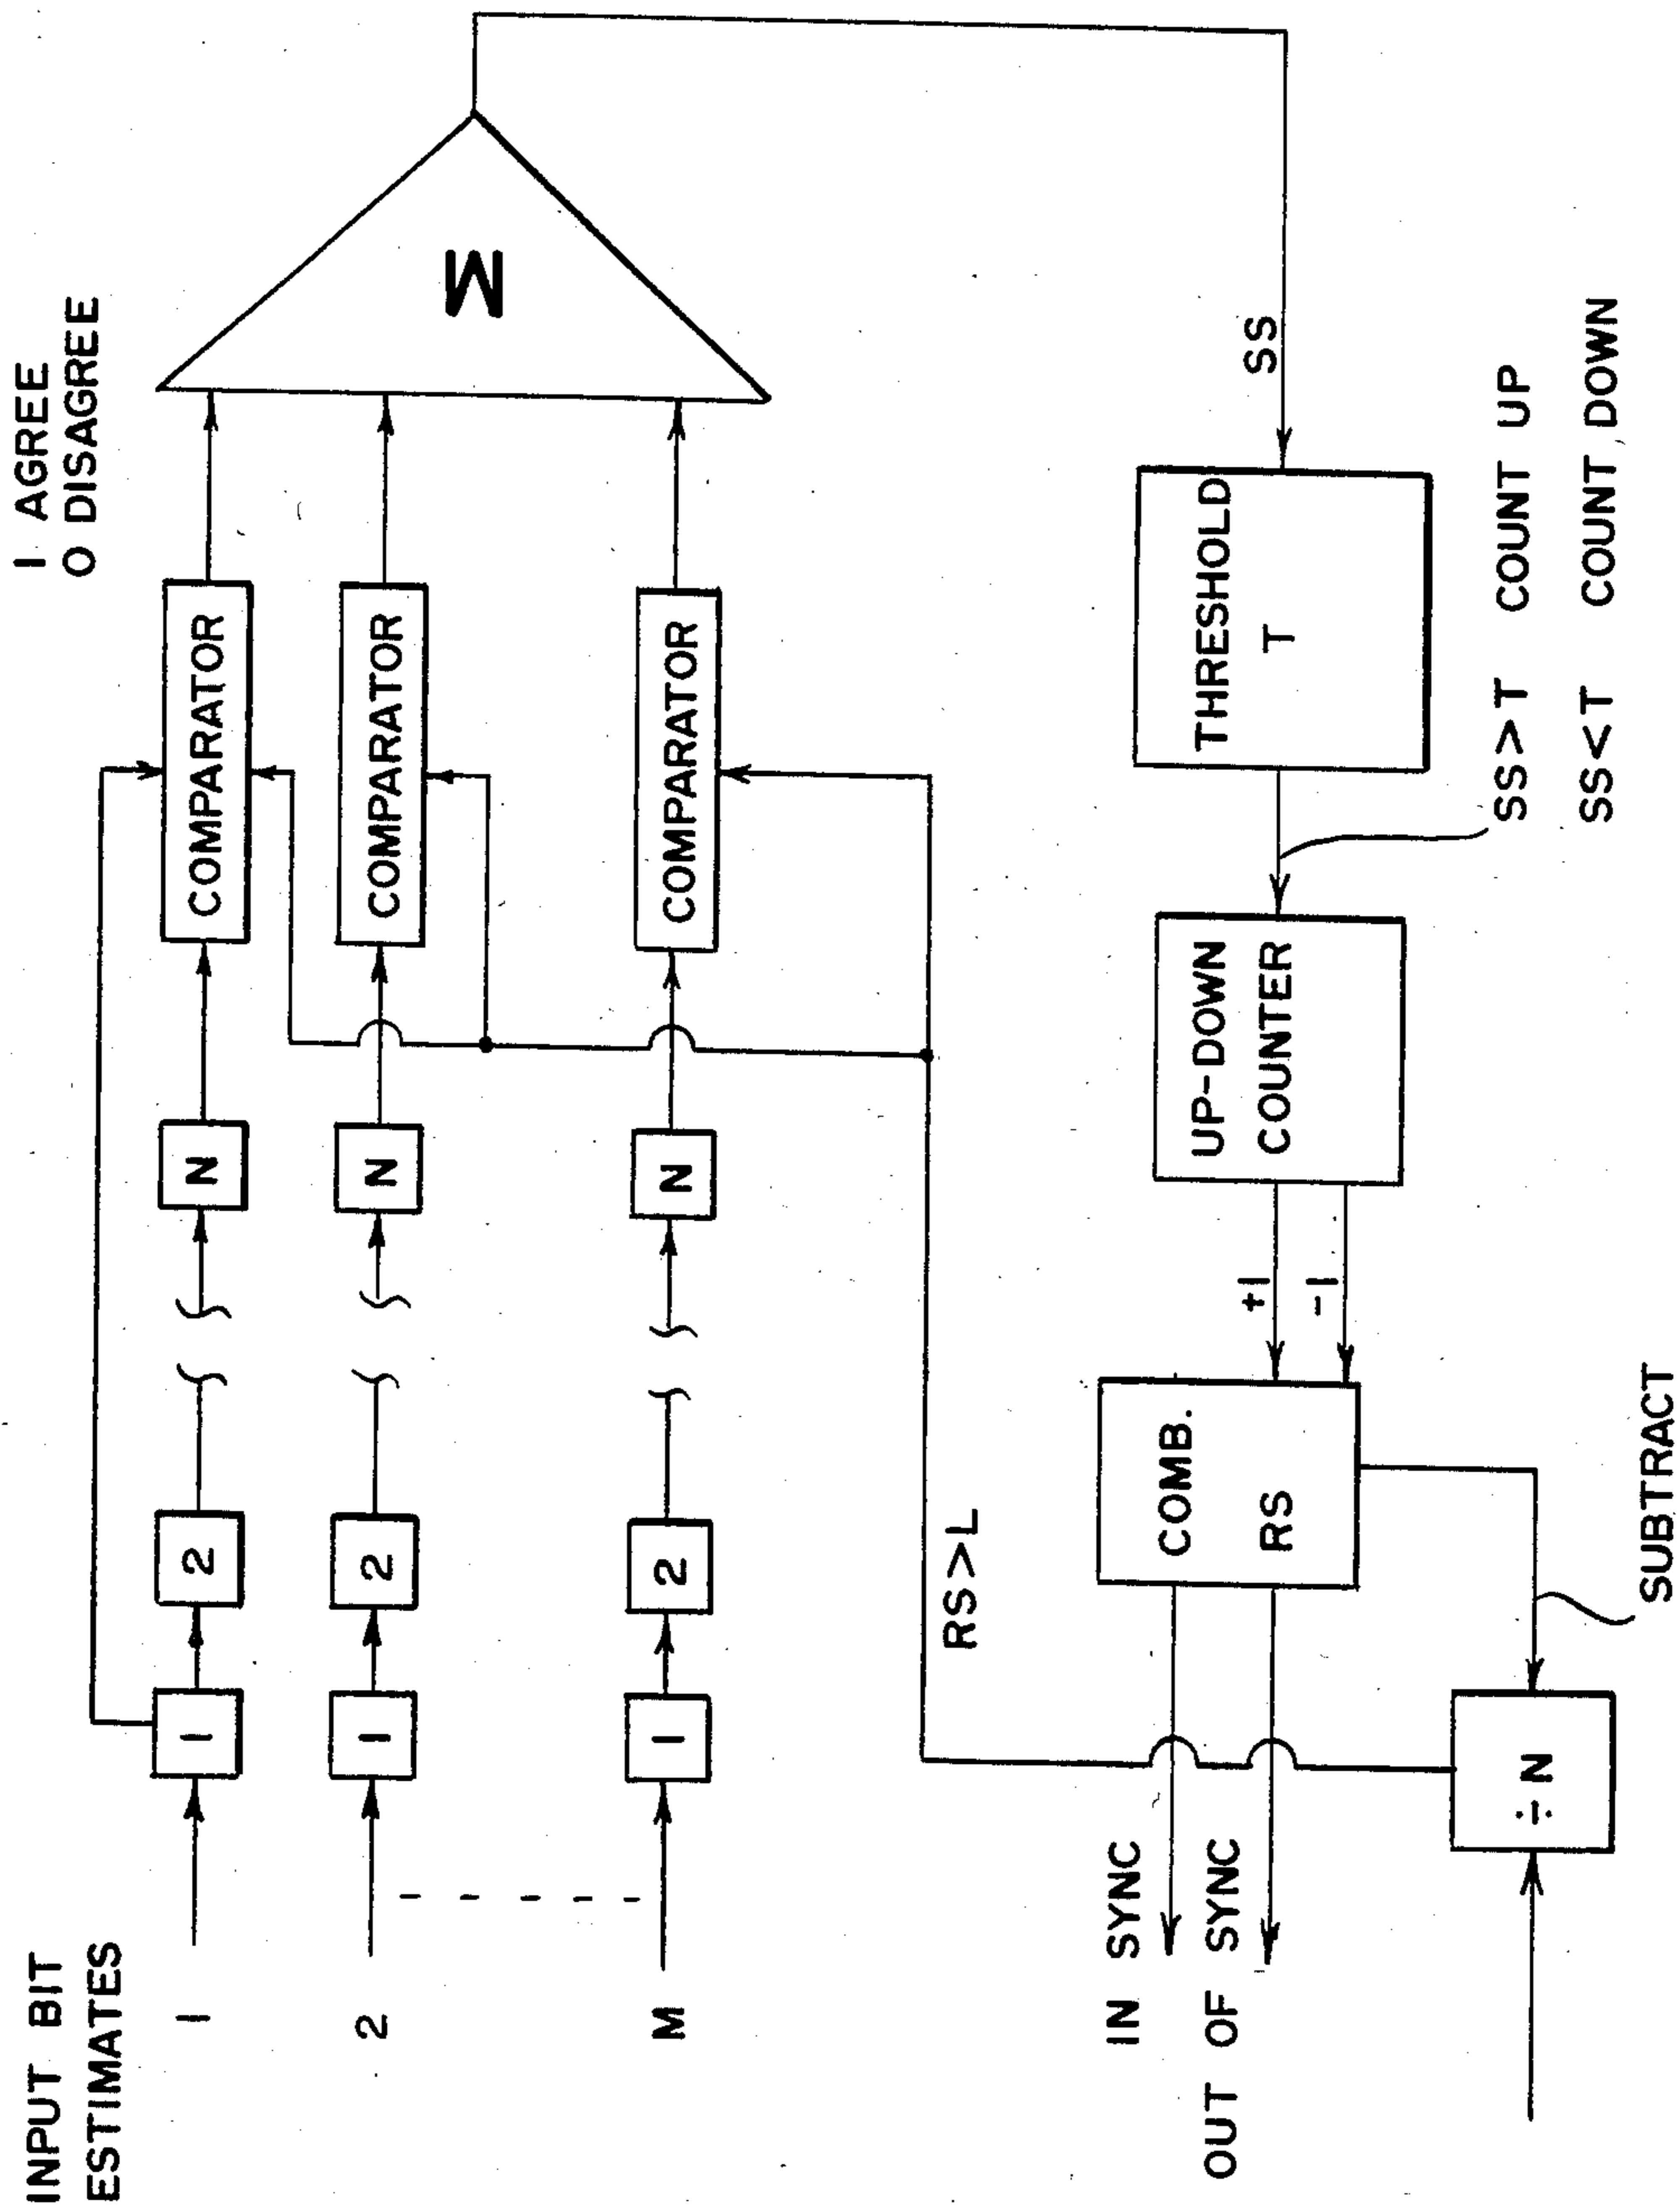 INPUT BIT
ESTIMATES
1 AGREE
0 DISAGREE
1
1
2
N
COMPARATOR
2
1
2
N
COMPARATOR
Σ
M
1
2
N
COMPARATOR
RS>L
IN SYNC
OUT OF SYNC
COMB.
RS
+1
-1
UP-DOWN
COUNTER
THRESHOLD
T
SS
÷N
SUBTRACT
SS>T COUNT UP
SS<T COUNT DOWN